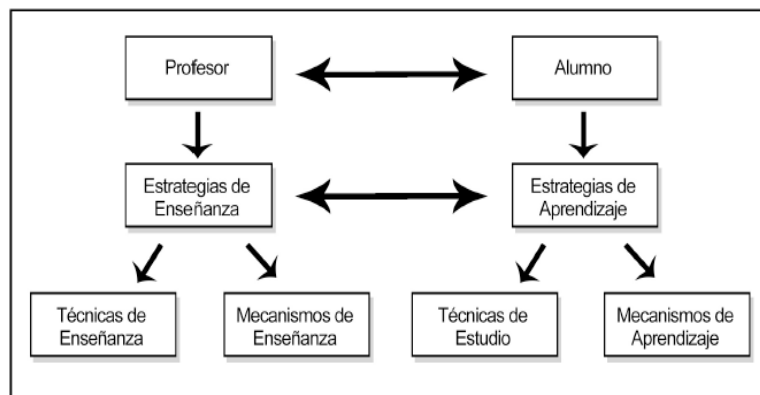 Profesor
Alumno
Estrategias de
Enseñanza
Estrategias de
Aprendizaje
Técnicas de
Enseñanza
Mecanismos de
Enseñanza
Técnicas de
Estudio
Mecanismos de
Aprendizaje